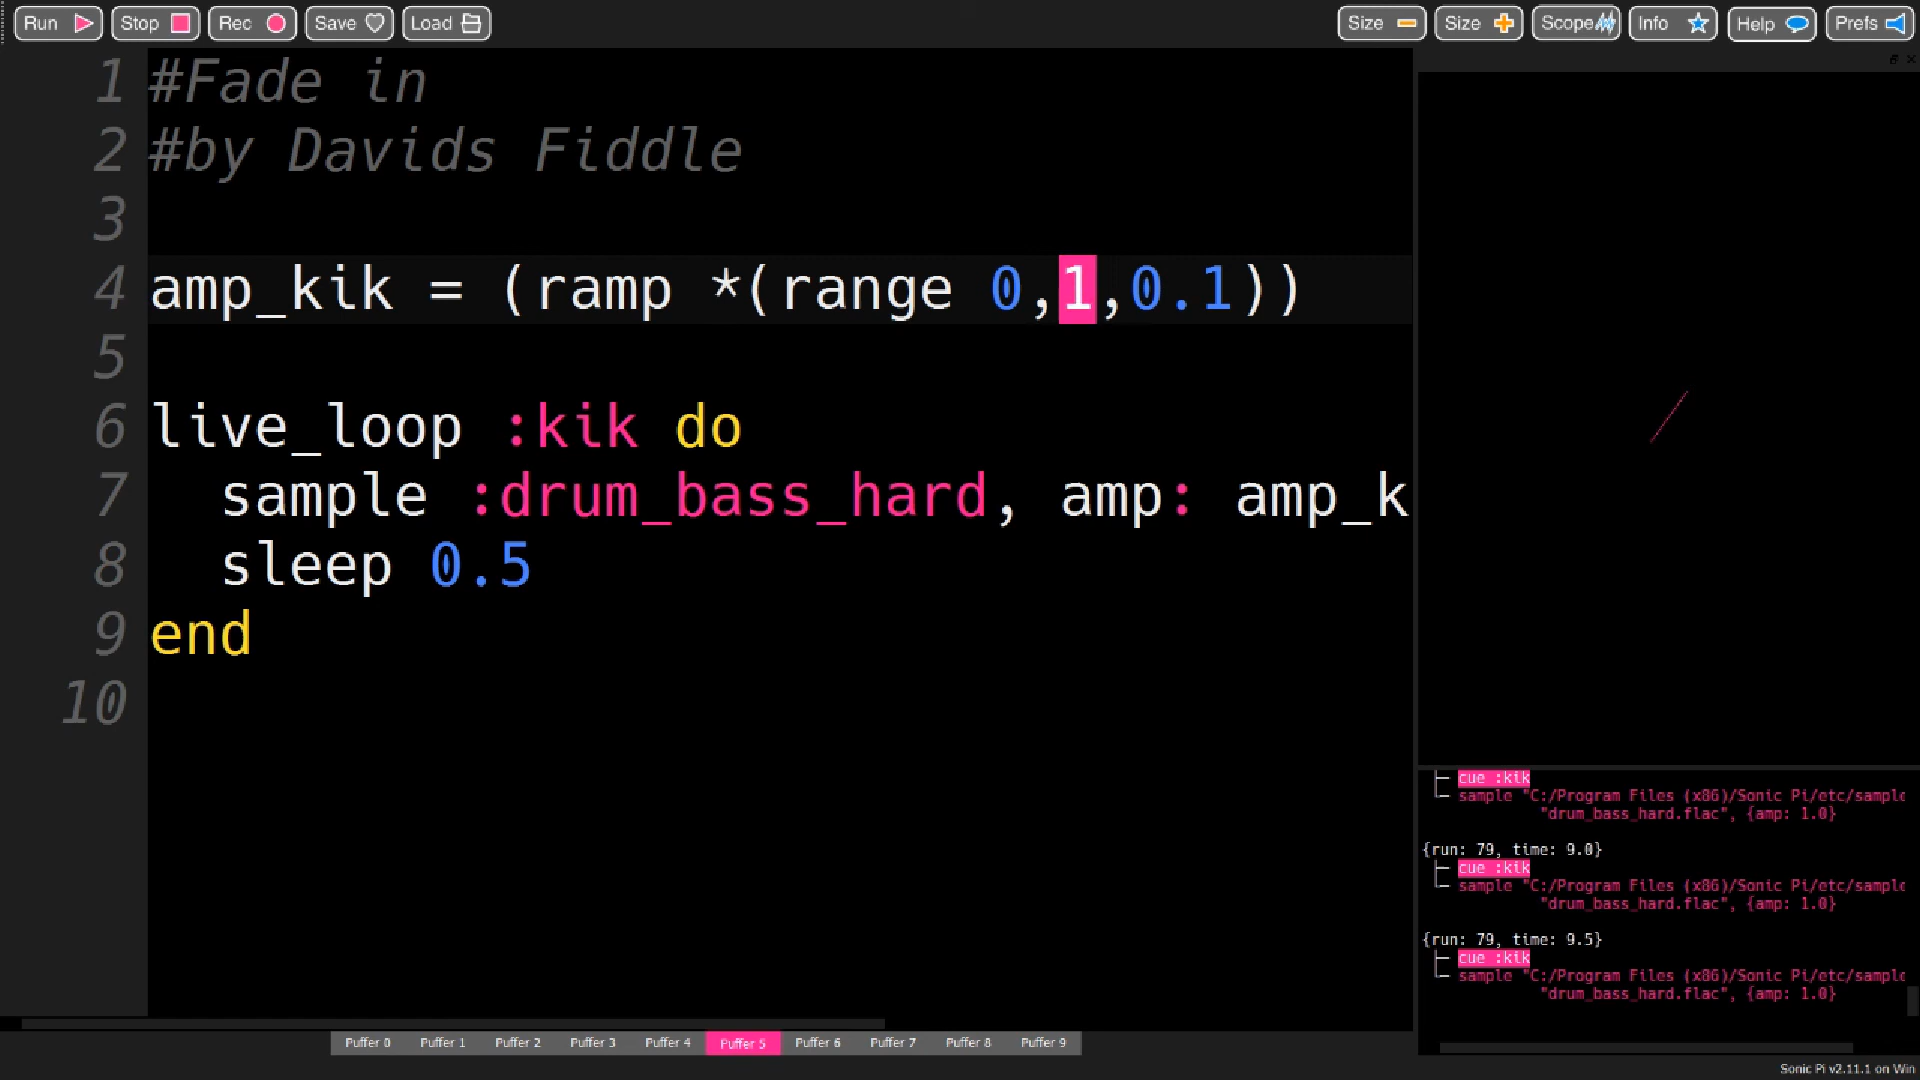 Run Stop Rec Save Load Size Size Scope Info Help Prefs
1 #Fade in
2 #by Davids Fiddle
3
4 amp_kik = (ramp *(range 0,1,0.1))
5
6 live_loop :kik do
7 sample :drum_bass_hard, amp: amp_k
8 sleep 0.5
9 end
10
cue :kik
sample "C:/Program Files (x86)/Sonic Pi/etc/sample
"drum_bass_hard.flac", {amp: 1.0}
{run: 79, time: 9.0}
cue :kik
sample "C:/Program Files (x86)/Sonic Pi/etc/sample
"drum_bass_hard.flac", {amp: 1.0}
{run: 79, time: 9.5}
cue :kik
sample "C:/Program Files (x86)/Sonic Pi/etc/sample
"drum_bass_hard.flac", {amp: 1.0}
Puffer 0 Puffer 1 Puffer 2 Puffer 3 Puffer 4 Puffer 5 Puffer 6 Puffer 7 Puffer 8 Puffer 9
Sonic Pi v2.11.1 on Win